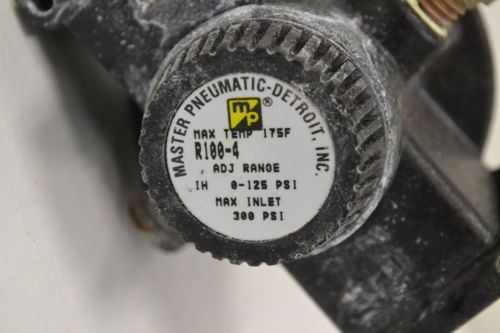 MASTER PNEUMATIC-DETROIT, INC.
mp®
MAX TEMP 175F
R100-4
ADJ RANGE
IH 0-125 PSI
MAX INLET
300 PSI